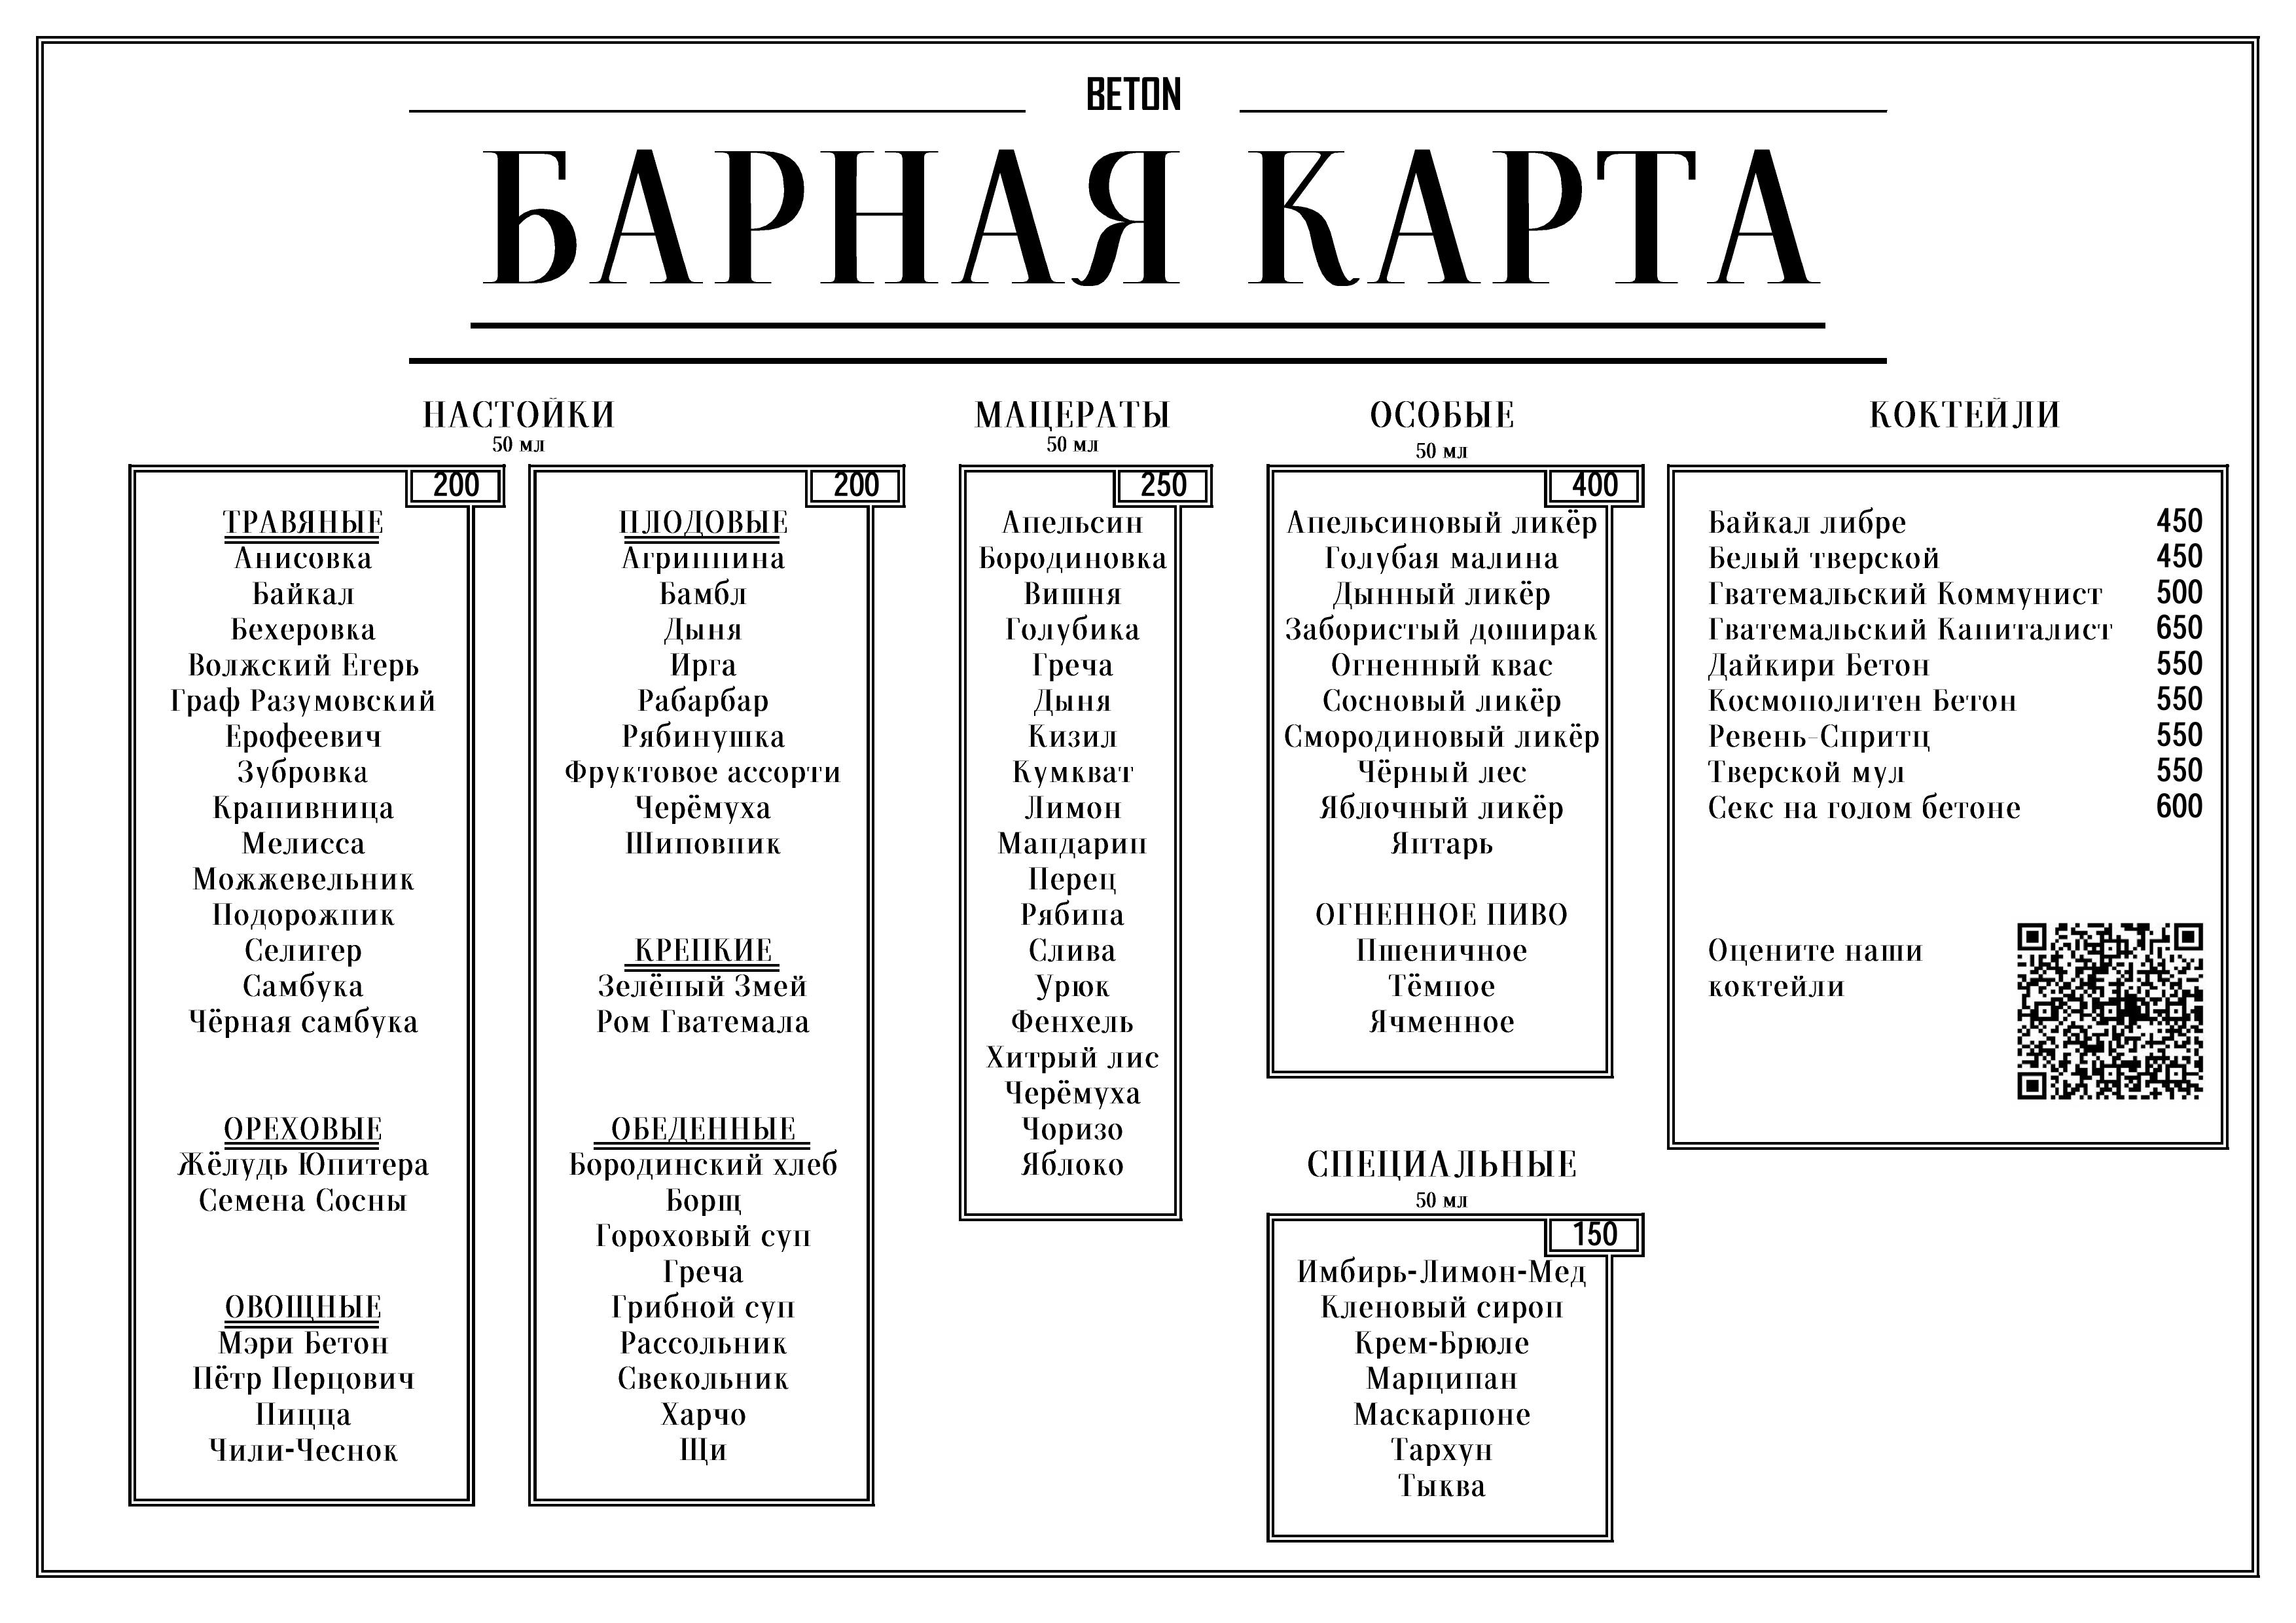 BETON
БАРНАЯ КАРТА
НАСТОЙКИ
50 мл
200
ТРАВЯНЫЕ
Анисовка
Байкал
Бехеровка
Волжский Егерь
Граф Разумовский
Ерофеевич
Зубровка
Крапивница
Мелисса
Можжевельник
Подорожник
Селигер
Самбука
Чёрная самбука
ОРЕХОВЫЕ
Жёлудь Юпитера
Семена Сосны
ОВОЩНЫЕ
Мэри Бетон
Пётр Перцович
Пицца
Чили-Чеснок
200
ПЛОДОВЫЕ
Агриппина
Бамбл
Дыня
Ирга
Рабарбар
Рябинушка
Фруктовое ассорти
Черёмуха
Шиповник
КРЕПКИЕ
Зелёный Змей
Ром Гватемала
ОБЕДЕННЫЕ
Бородинский хлеб
Борщ
Гороховый суп
Греча
Грибной суп
Рассольник
Свекольник
Харчо
Щи
МАЦЕРАТЫ
50 мл
250
Апельсин
Бородиновка
Вишня
Голубика
Греча
Дыня
Кизил
Кумкват
Лимон
Мандарин
Перец
Рябина
Слива
Урюк
Фенхель
Хитрый лис
Черёмуха
Чоризо
Яблоко
ОСОБЫЕ
50 мл
400
Апельсиновый ликёр
Голубая малина
Дынный ликёр
Забористый доширак
Огненный квас
Сосновый ликёр
Смородиновый ликёр
Чёрный лес
Яблочный ликёр
Янтарь
ОГНЕННОЕ ПИВО
Пшеничное
Тёмное
Ячменное
СПЕЦИАЛЬНЫЕ
50 мл
150
Имбирь-Лимон-Мед
Кленовый сироп
Крем-Брюле
Марципан
Маскарпоне
Тархун
Тыква
КОКТЕЙЛИ
Байкал либре 450
Белый тверской 450
Гватемальский Коммунист 500
Гватемальский Капиталист 650
Дайкири Бетон 550
Космополитен Бетон 550
Ревень-Спритц 550
Тверской мул 550
Секс на голом бетоне 600
Оцените наши
коктейли